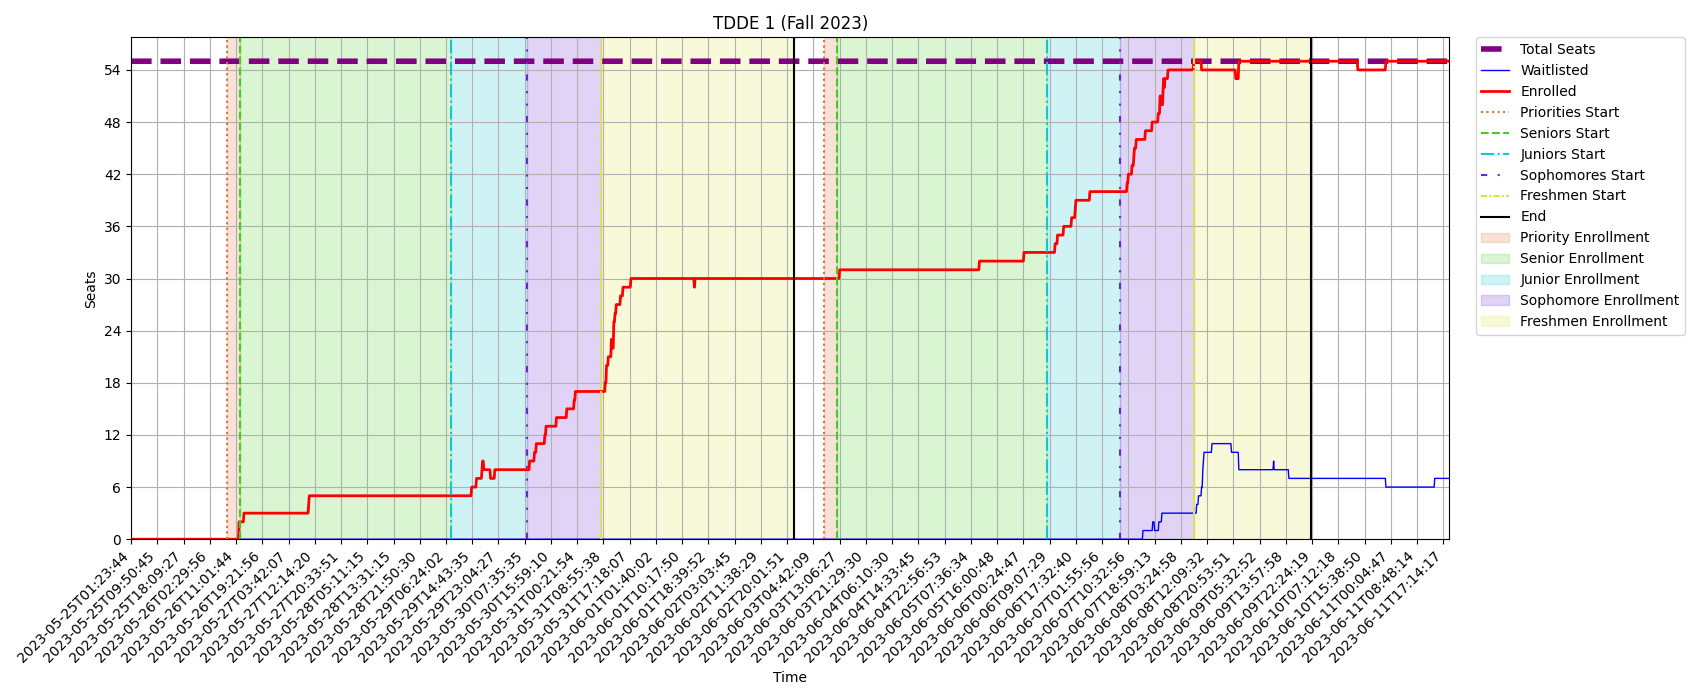 TDDE 1 (Fall 2023)
Seats
54
48
42
36
30
24
18
12
6
0
2023-05-25T01:23:44
2023-05-25T09:50:45
2023-05-25T18:09:27
2023-05-26T02:29:56
2023-05-26T11:01:44
2023-05-26T19:21:56
2023-05-27T03:42:07
2023-05-27T12:14:20
2023-05-27T20:33:51
2023-05-28T05:11:15
2023-05-28T13:31:15
2023-05-28T21:50:30
2023-05-29T06:24:02
2023-05-29T14:43:35
2023-05-29T23:04:27
2023-05-30T07:35:35
2023-05-30T15:59:10
2023-05-31T00:21:54
2023-05-31T08:55:38
2023-05-31T17:18:07
2023-06-01T01:40:02
2023-06-01T10:17:50
2023-06-01T18:39:52
2023-06-02T03:03:45
2023-06-02T11:38:29
2023-06-02T20:01:51
2023-06-03T04:42:09
2023-06-03T13:06:27
2023-06-03T21:29:30
2023-06-04T06:10:30
2023-06-04T14:33:45
2023-06-04T22:56:53
2023-06-05T07:36:34
2023-06-05T16:00:48
2023-06-06T00:24:47
2023-06-06T09:07:29
2023-06-06T17:32:40
2023-06-07T01:55:56
2023-06-07T10:32:56
2023-06-07T18:59:13
2023-06-08T03:24:58
2023-06-08T12:09:32
2023-06-08T20:53:51
2023-06-09T05:32:52
2023-06-09T13:57:58
2023-06-09T22:24:19
2023-06-10T07:12:18
2023-06-10T15:38:50
2023-06-11T00:04:47
2023-06-11T08:48:14
2023-06-11T17:14:17
Time
Total Seats
Waitlisted
Enrolled
Priorities Start
Seniors Start
Juniors Start
Sophomores Start
Freshmen Start
End
Priority Enrollment
Senior Enrollment
Junior Enrollment
Sophomore Enrollment
Freshmen Enrollment